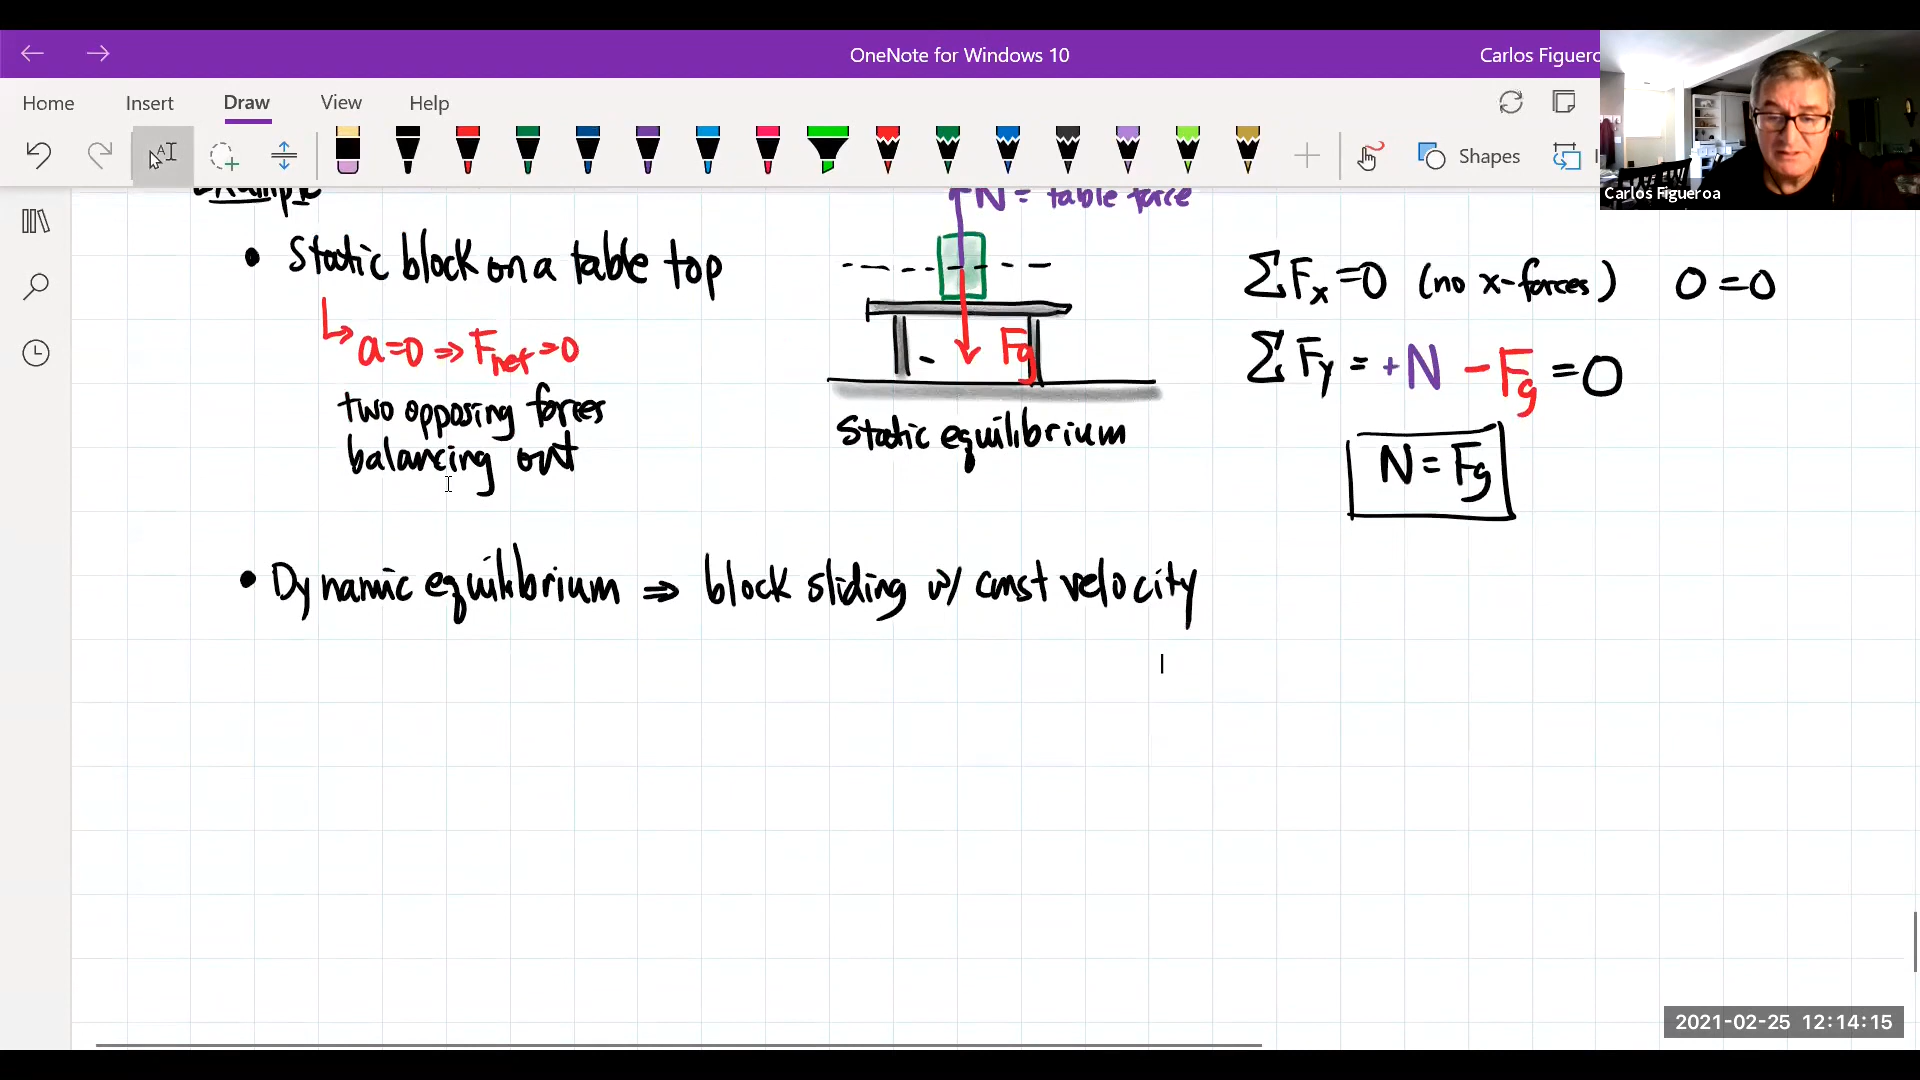 OneNote for Windows 10
Carlos Figuero
Home Insert Draw View Help
Shapes
Carlos Figueroa
Example
N = table force
• Static block on a table top
a=0 ⇒ Fnet=0
two opposing forces
balancing out
Fg
Static equilibrium
ΣFx=0 (no x-forces) 0=0
ΣFy = +N -Fg =0
N = Fg
• Dynamic equilibrium ⇒ block sliding w/ const velocity
2021-02-25 12:14:15